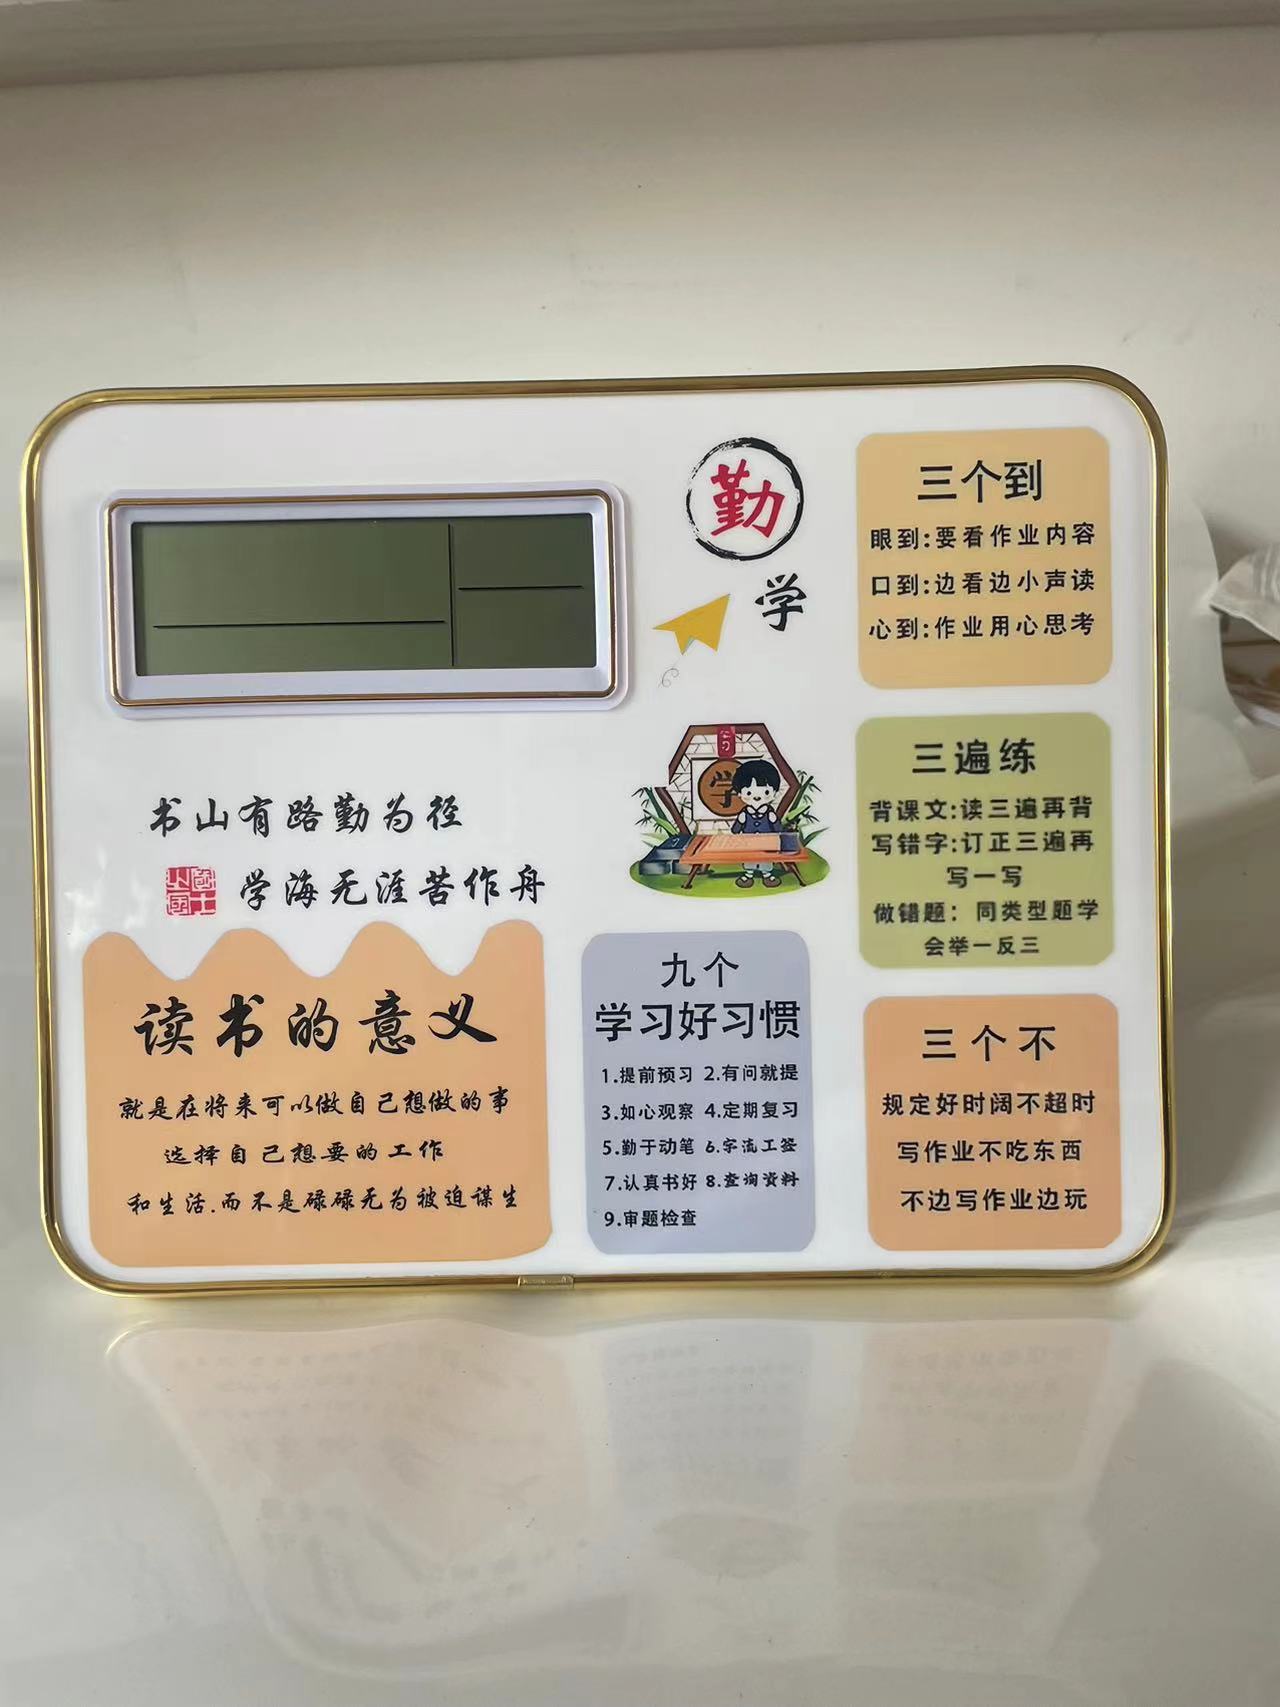 勤
学
三个到
眼到:要看作业内容
口到:边看边小声读
心到:作业用心思考
习
学
三遍练
背课文:读三遍再背
写错字:订正三遍再
写一写
做错题：同类型题学
会举一反三
书山有路勤为径
学海无涯苦作舟
读书的意义
就是在将来可以做自己想做的事
选择自己想要的工作
和生活.而不是碌碌无为被迫谋生
九个
学习好习惯
1.提前预习 2.有问就提
3.如心观察 4.定期复习
5.勤于动笔 6.字流工签
7.认真书好 8.查询资料
9.审题检查
三个不
规定好时阔不超时
写作业不吃东西
不边写作业边玩